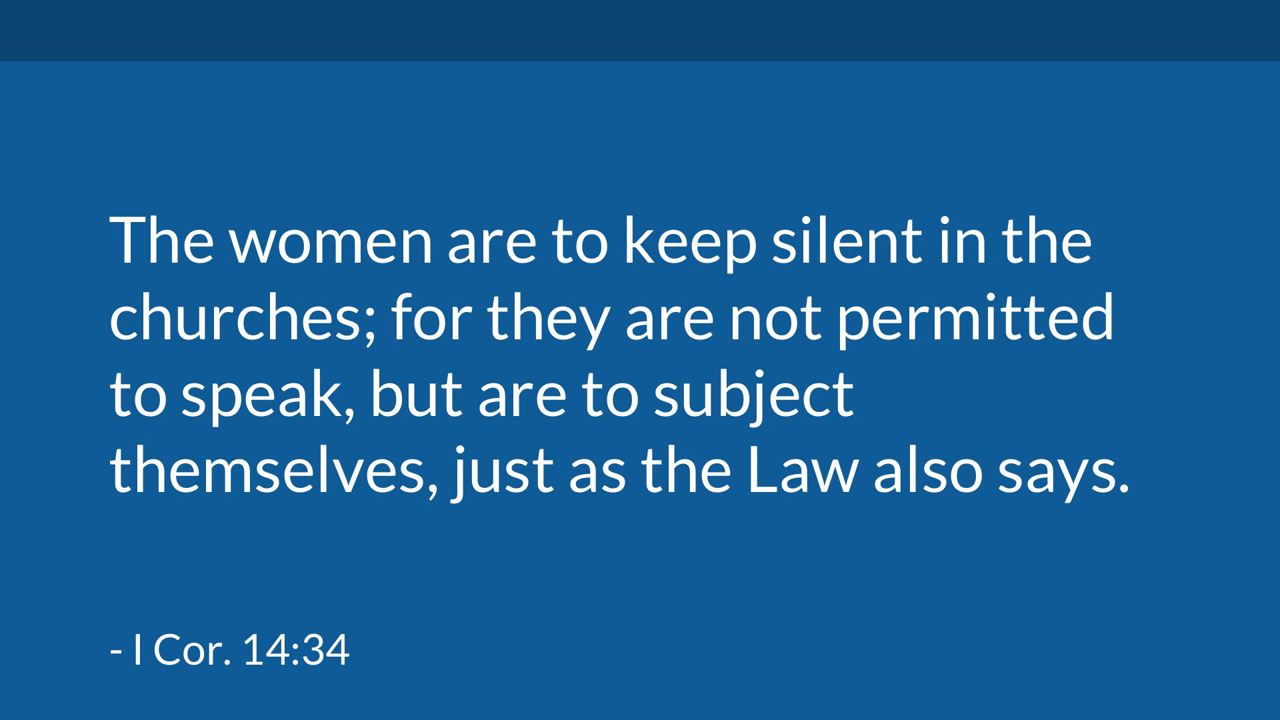 The women are to keep silent in the
churches; for they are not permitted
to speak, but are to subject
themselves, just as the Law also says.
- I Cor. 14:34